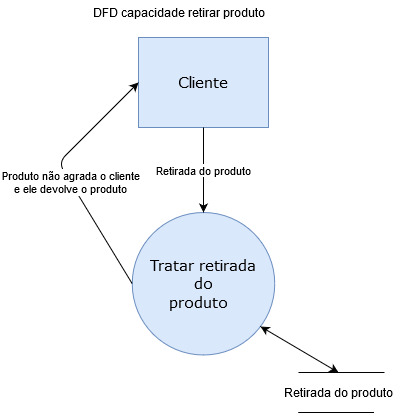 DFD capacidade retirar produto
Cliente
Produto não agrada o cliente
e ele devolve o produto
Retirada do produto
Tratar retirada
do
produto
Retirada do produto